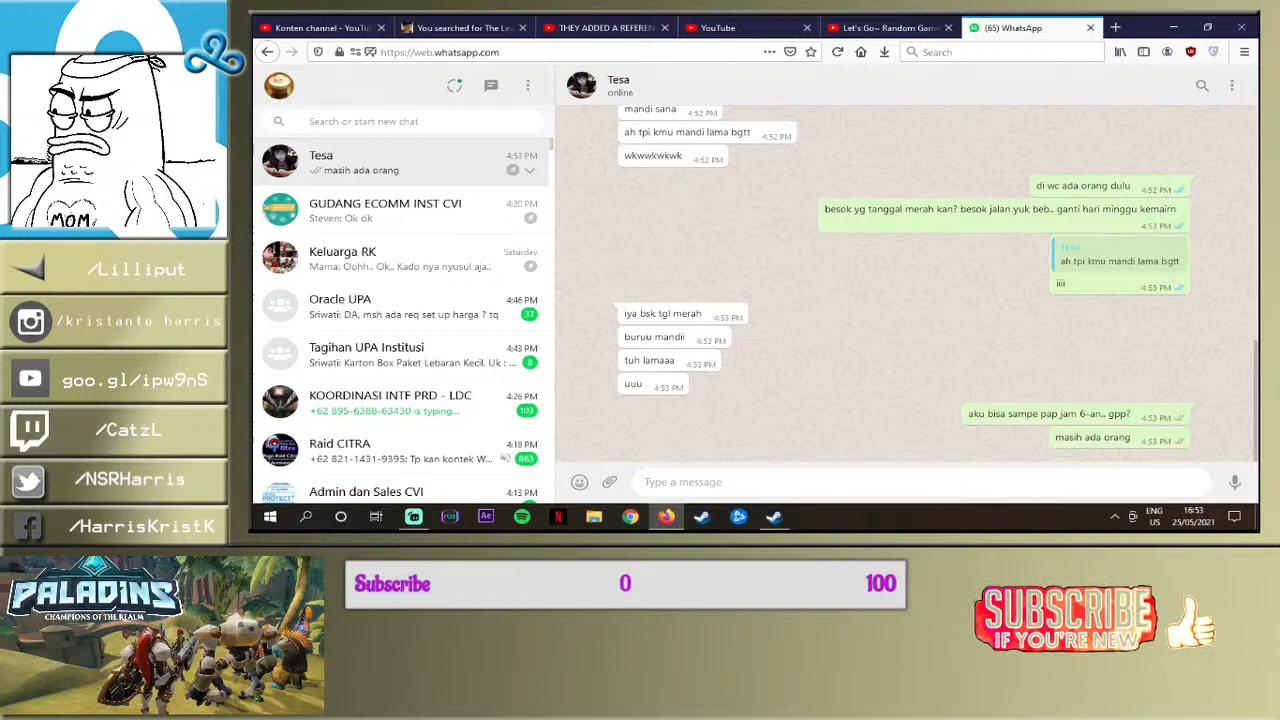 Konten channel - YouTu
You searched for The Le
THEY ADDED A REFEREN
YouTube
Let's Go~ Random Game
(65) WhatsApp
https://web.whatsapp.com
Search
MOM
/Lilliput
/kristanto.harris
goo.gl/ipw9nS
/CatzL
/NSRHarris
/HarrisKristK
Search or start new chat
Tesa
4:53 PM
masih ada orang
GUDANG ECOMM INST CVI
4:20 PM
Steven: Ok cik
Keluarga RK
Saturday
Mama: Oohh.. Ok.. Kado nya nyusul aja..
Oracle UPA
4:46 PM
Sriwati: DA, msh ada req set up harga ? tq
37
Tagihan UPA Institusi
4:43 PM
Sriwati: Karton Box Paket Lebaran Kecil. Uk : ...
8
KOORDINASI INTF PRD - LDC
4:26 PM
+62 895-6388-63430 is typing...
103
Raid CITRA
4:18 PM
+62 821-1431-9395: Tp kan kontek W...
863
Admin dan Sales CVI
4:13 PM
Tesa
online
mandi sana
4:52 PM
ah tpi kmu mandi lama bgtt
4:52 PM
wkwwkwkwk
4:52 PM
di wc ada orang dulu
4:52 PM
besok yg tanggal merah kan? besok jalan yuk beb.. ganti hari minggu kemairn
4:53 PM
Tesa
ah tpi kmu mandi lama bgtt
iiii
4:53 PM
iya bsk tgl merah
4:53 PM
buruu mandii
4:53 PM
tuh lamaaa
4:53 PM
uuu
4:53 PM
aku bisa sampe pap jam 6-an.. gpp?
4:53 PM
masih ada orang
4:53 PM
Type a message
ENG
US
16:53
25/05/2021
PALADINS
CHAMPIONS OF THE REALM
Subscribe
0
100
SUBSCRIBE
IF YOU'RE NEW